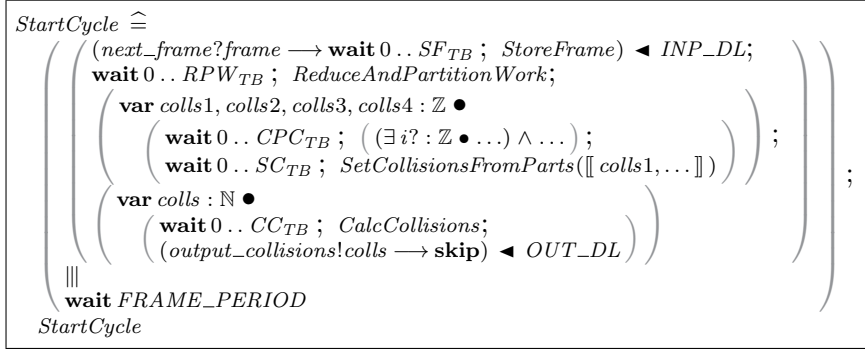 StartCycle ≙
(next_frame?frame ⟶ wait 0 .. SF_TB ; StoreFrame) ◄ INP_DL;
wait 0 .. RPW_TB ; ReduceAndPartitionWork;
var colls1, colls2, colls3, colls4 : ℤ ●
wait 0 .. CPC_TB ; ( (∃ i? : ℤ • …) ∧ … ) ;
wait 0 .. SC_TB ; SetCollisionsFromParts(⟦ colls1, … ⟧) ;
var colls : ℕ ●
wait 0 .. CC_TB ; CalcCollisions;
(output_collisions!colls ⟶ skip) ◄ OUT_DL ;
|||
wait FRAME_PERIOD
StartCycle